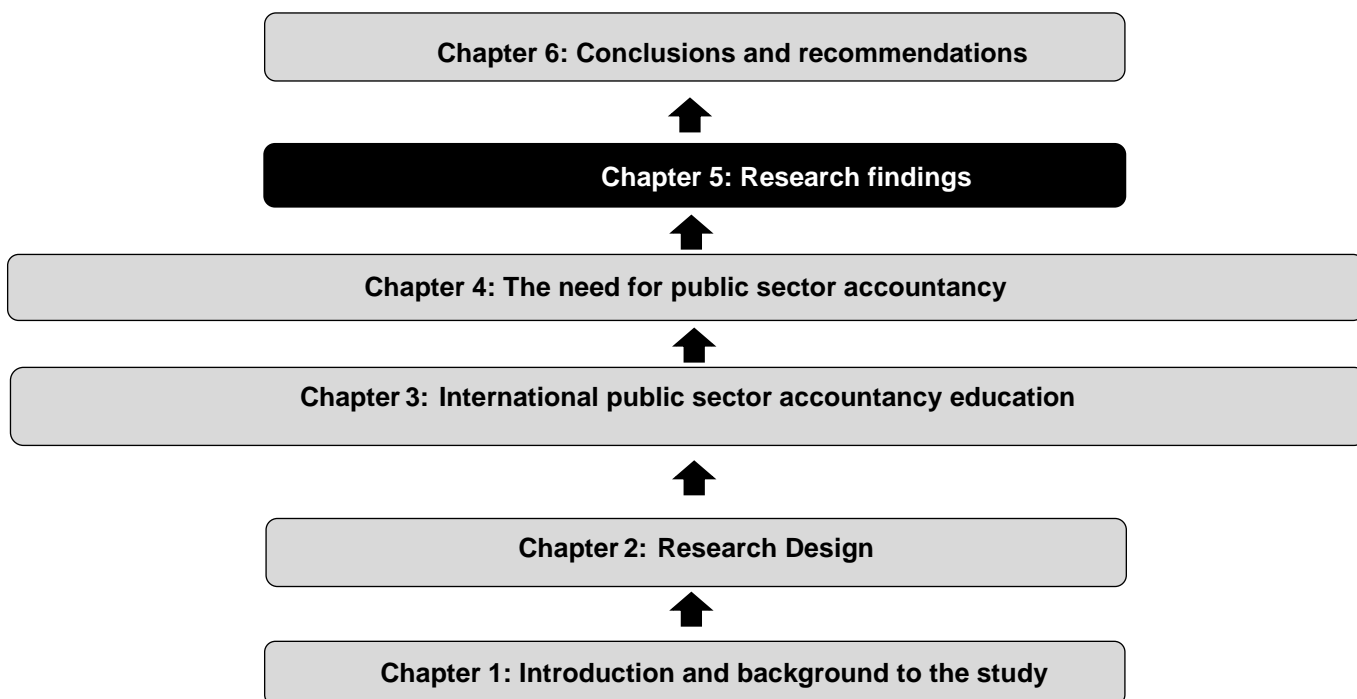 Chapter 6: Conclusions and recommendations
Chapter 5: Research findings
Chapter 4: The need for public sector accountancy
Chapter 3: International public sector accountancy education
Chapter 2: Research Design
Chapter 1: Introduction and background to the study